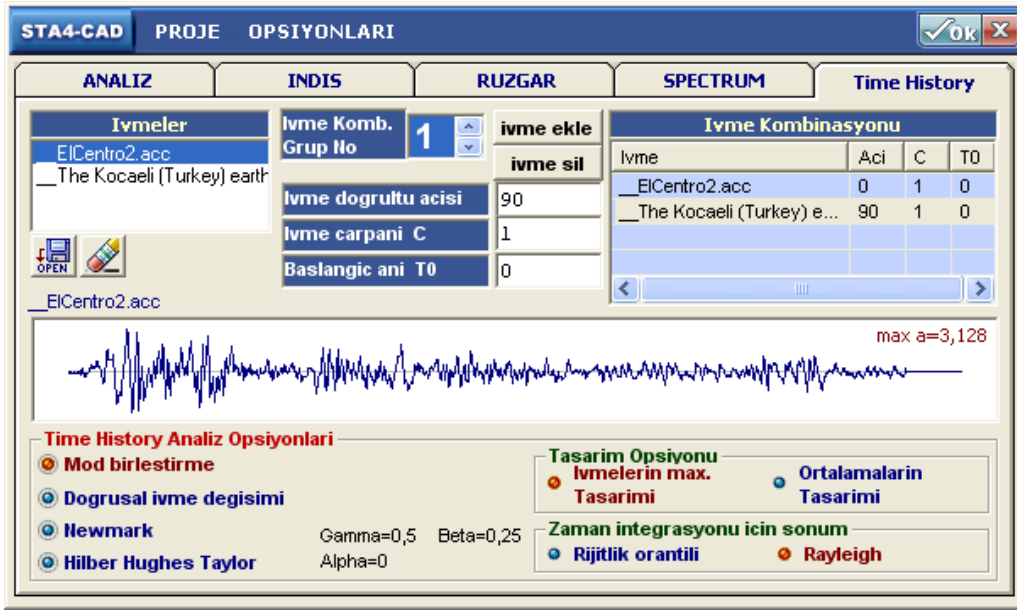 STA4-CAD PROJE OPSIYONLARI Ok
ANALIZ INDIS RUZGAR SPECTRUM Time History
Ivmeler
__ElCentro2.acc
__The Kocaeli (Turkey) earth
OPEN
Ivme Komb.
Grup No
1
ivme ekle
ivme sil
Ivme dogrultu acisi 90
Ivme carpani C 1
Baslangic ani T0 0
Ivme Kombinasyonu
Ivme Aci C T0
__ElCentro2.acc 0 1 0
__The Kocaeli (Turkey) e... 90 1 0
__ElCentro2.acc
max a=3,128
Time History Analiz Opsiyonlari
Mod birlestirme
Dogrusal ivme degisimi
Newmark Gamma=0,5 Beta=0,25
Hilber Hughes Taylor Alpha=0
Tasarim Opsiyonu
Ivmelerin max.
Tasarimi
Ortalamalarin
Tasarimi
Zaman integrasyonu icin sonum
Rijitlik orantili Rayleigh